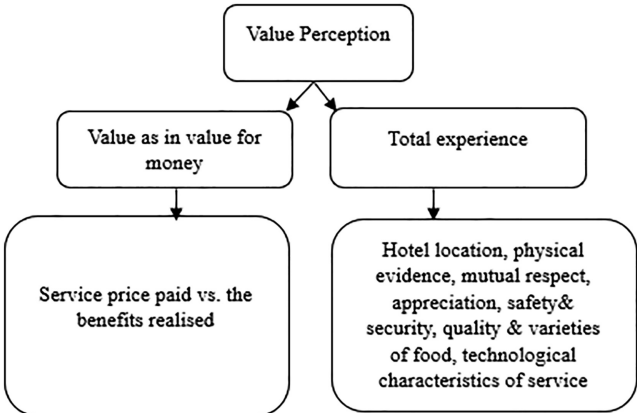 Value Perception
Value as in value for
money
Total experience
Service price paid vs. the
benefits realised
Hotel location, physical
evidence, mutual respect,
appreciation, safety&
security, quality & varieties
of food, technological
characteristics of service